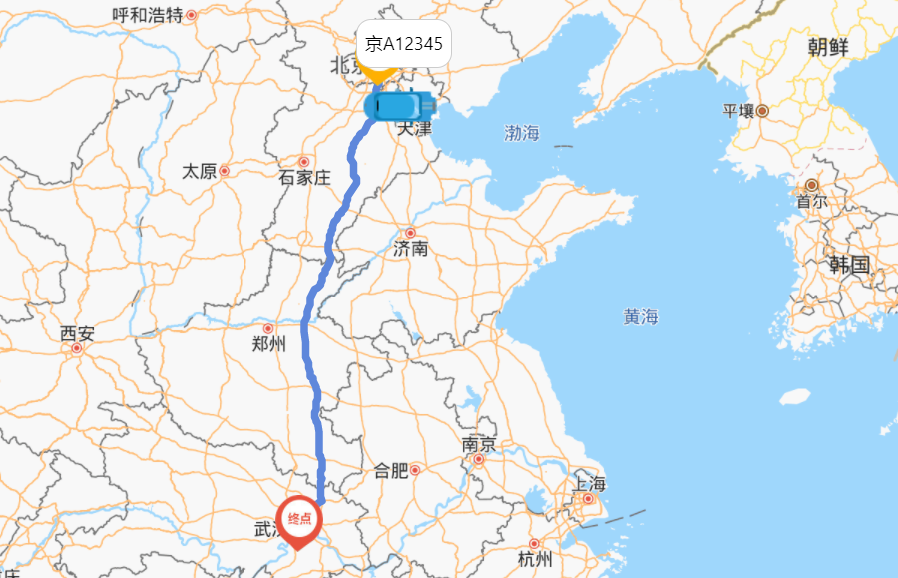 呼和浩特
京A12345
朝鲜
北京
平壤
天津
渤海
太原
石家庄
首尔
济南
韩国
黄海
西安
郑州
南京
合肥
上海
终点
武汉
杭州